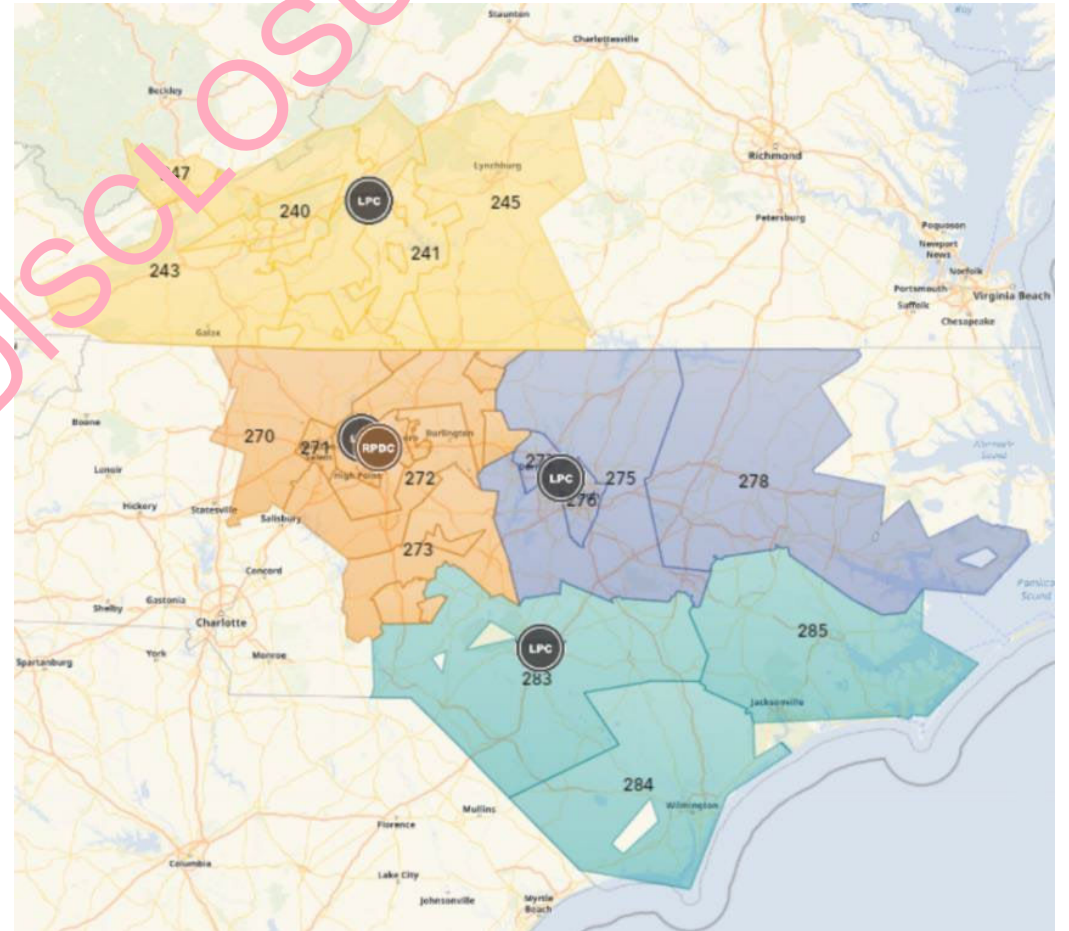 Staunton
Charlottesville
Beckley
Richmond
Lynchburg
247
LPC
240
245
Petersburg
Poquoson
Newport
News
241
243
Norfolk
Portsmouth
Virginia Beach
Suffolk
Chesapeake
Galax
Boone
270
271
RPDC
Burlington
High Point
272
Lenoir
LPC
275
276
278
Hickory
Statesville
Salisbury
273
Concord
Pamlico
Sound
Gastonia
Shelby
Charlotte
285
York
Monroe
LPC
283
Spartanburg
Jacksonville
284
Wilmington
Mullins
Florence
Columbia
Lake City
Johnsonville
Myrtle
Beach
DISCLOSU